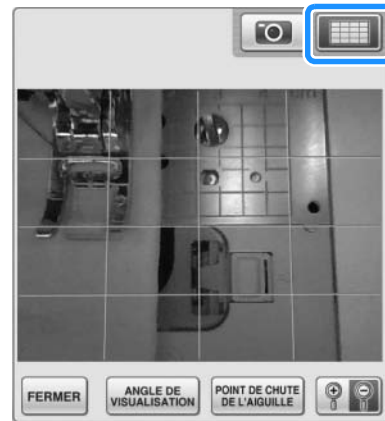 FERMER
ANGLE DE
VISUALISATION
POINT DE CHUTE
DE L'AIGUILLE